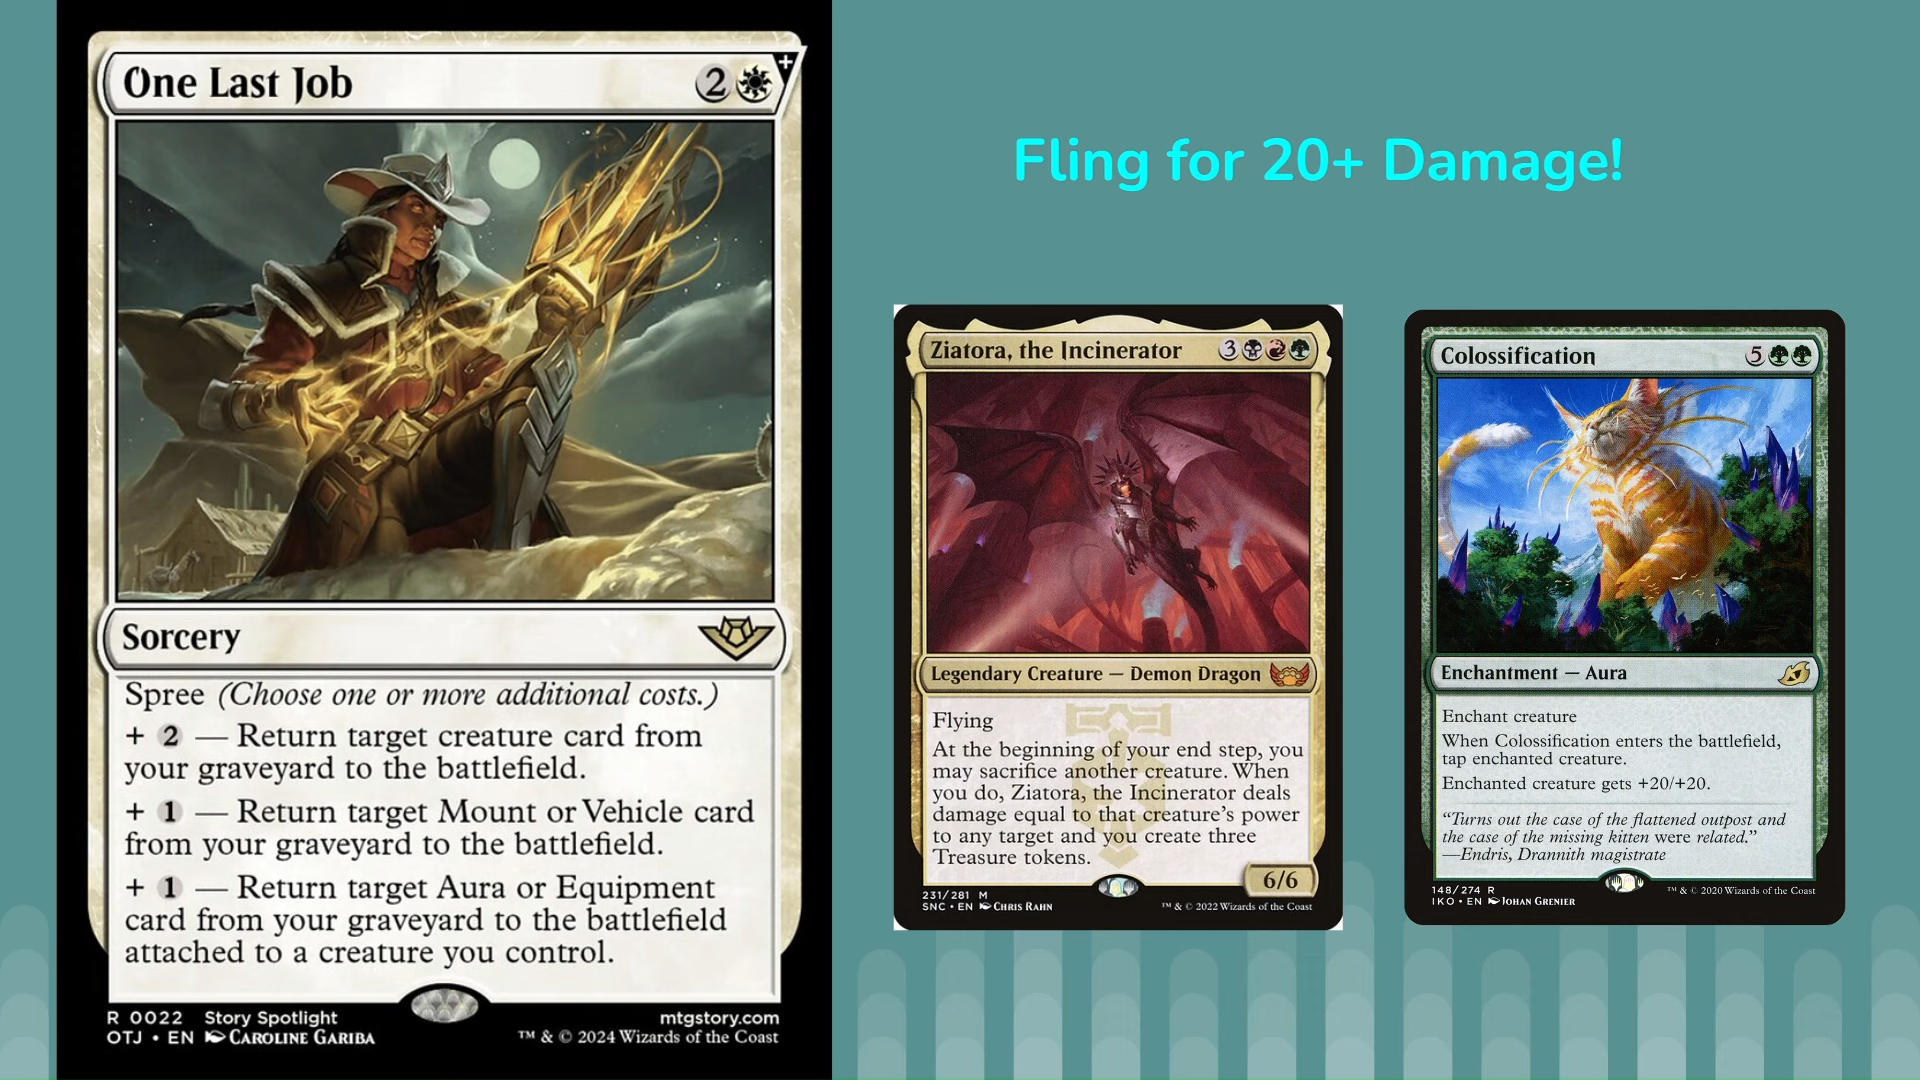 One Last Job 2
Sorcery
Spree (Choose one or more additional costs.)
+ 2 — Return target creature card from
your graveyard to the battlefield.
+ 1 — Return target Mount or Vehicle card
from your graveyard to the battlefield.
+ 1 — Return target Aura or Equipment
card from your graveyard to the battlefield
attached to a creature you control.
R 0022 Story Spotlight mtgstory.com
OTJ • EN CAROLINE GARIBA ™ & © 2024 Wizards of the Coast
Fling for 20+ Damage!
Ziatora, the Incinerator 3
Legendary Creature — Demon Dragon
Flying
At the beginning of your end step, you
may sacrifice another creature. When
you do, Ziatora, the Incinerator deals
damage equal to that creature's power
to any target and you create three
Treasure tokens.
6/6
231/281 M
SNC • EN CHRIS RAHN ™ & © 2022 Wizards of the Coast
Colossification 5
Enchantment — Aura
Enchant creature
When Colossification enters the battlefield,
tap enchanted creature.
Enchanted creature gets +20/+20.
“Turns out the case of the flattened outpost and
the case of the missing kitten were related.”
—Endris, Drannith magistrate
148/274 R ™ & © 2020 Wizards of the Coast
IKO • EN JOHAN GRENIER